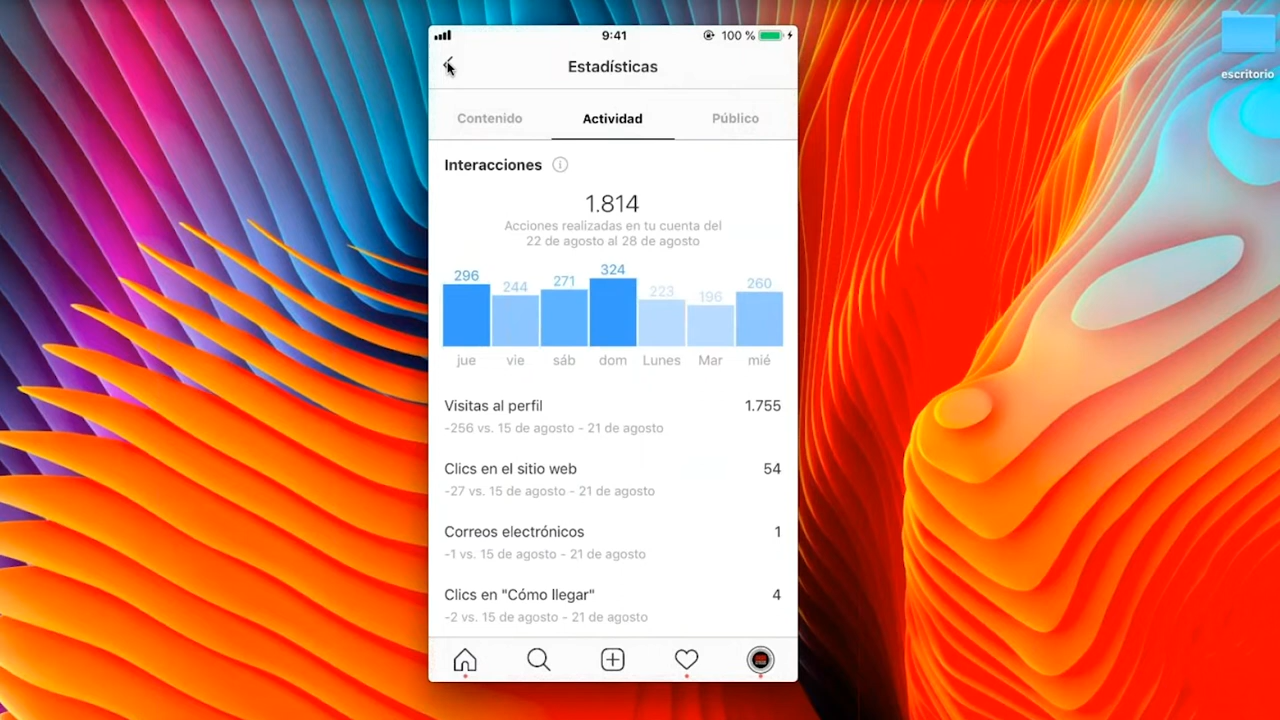 9:41
100 %
escritorio
Estadísticas
Contenido
Actividad
Público
Interacciones
1.814
Acciones realizadas en tu cuenta del
22 de agosto al 28 de agosto
296
244
271
324
223
196
260
jue
vie
sáb
dom
Lunes
Mar
mié
Visitas al perfil
1.755
-256 vs. 15 de agosto - 21 de agosto
Clics en el sitio web
54
-27 vs. 15 de agosto - 21 de agosto
Correos electrónicos
1
-1 vs. 15 de agosto - 21 de agosto
Clics en "Cómo llegar"
4
-2 vs. 15 de agosto - 21 de agosto